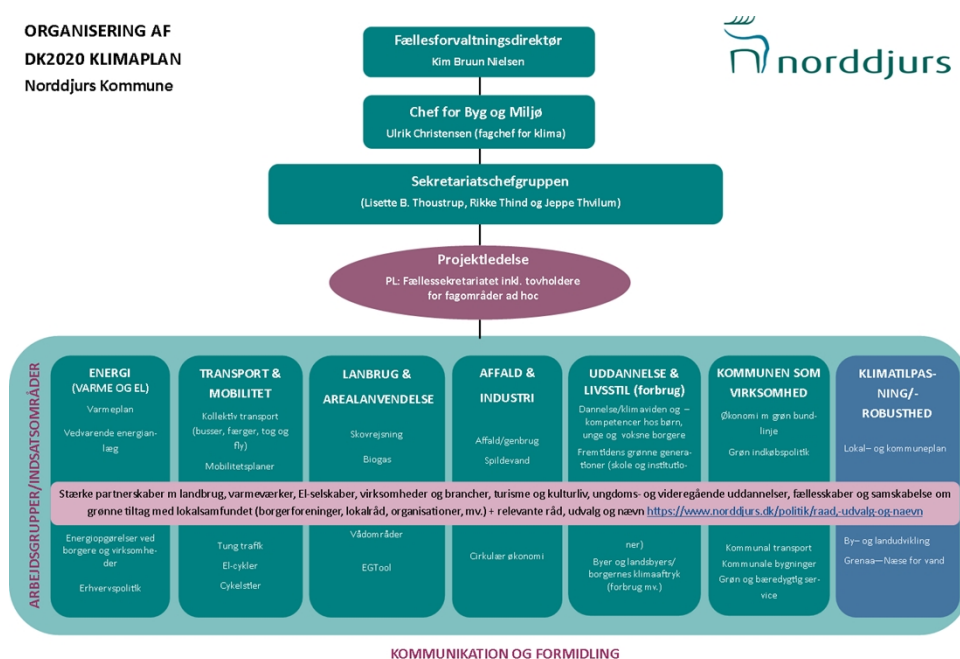 ORGANISERING AF
DK2020 KLIMAPLAN
Norddjurs Kommune
norddjurs
Fællesforvaltningsdirektør
Kim Bruun Nielsen
Chef for Byg og Miljø
Ulrik Christensen (fagchef for klima)
Sekretariatschefgruppen
(Lisette B. Thoustrup, Rikke Thind og Jeppe Thvilum)
Projektledelse
PL: Fællessekretariatet inkl. tovholdere
for fagområder ad hoc
ARBEJDSGRUPPER/INDSATSOMRÅDER
ENERGI
(VARME OG EL)
Varmeplan
Vedvarende energian-
læg
TRANSPORT &
MOBILITET
Kollektiv transport
(busser, færger, tog og
fly)
Mobilitetsplaner
LANBRUG &
AREALANVENDELSE
Skovrejsning
Biogas
AFFALD &
INDUSTRI
Affald/genbrug
Spildevand
UDDANNELSE &
LIVSSTIL (forbrug)
Dannelse/klimaviden og –
kompetencer hos børn,
unge og voksne borgere
Fremtidens grønne genera-
tioner (skole og institutio-
KOMMUNEN SOM
VIRKSOMHED
Økonomi m grøn bund-
linje
Grøn indkøbspolitik
KLIMATILPAS-
NING/-
ROBUSTHED
Lokal– og kommuneplan
Stærke partnerskaber m landbrug, varmeværker, El-selskaber, virksomheder og brancher, turisme og kulturliv, ungdoms- og videregående uddannelser, fællesskaber og samskabelse om
grønne tiltag med lokalsamfundet (borgerforeninger, lokalråd, organisationer, mv.) + relevante råd, udvalg og nævn https://www.norddjurs.dk/politik/raad,-udvalg-og-naevn
Energiopgørelser ved
borgere og virksomhe-
der
Erhvervspolitik
Tung trafik
El-cykler
Cykelstier
Vådområder
EGTool
Cirkulær økonomi
ner)
Byer og landsbyers/
borgernes klimaaftryk
(forbrug mv.)
Kommunal transport
Kommunale bygninger
Grøn og bæredygtig ser-
vice
By– og landudvikling
Grenaa—Næse for vand
KOMMUNIKATION OG FORMIDLING